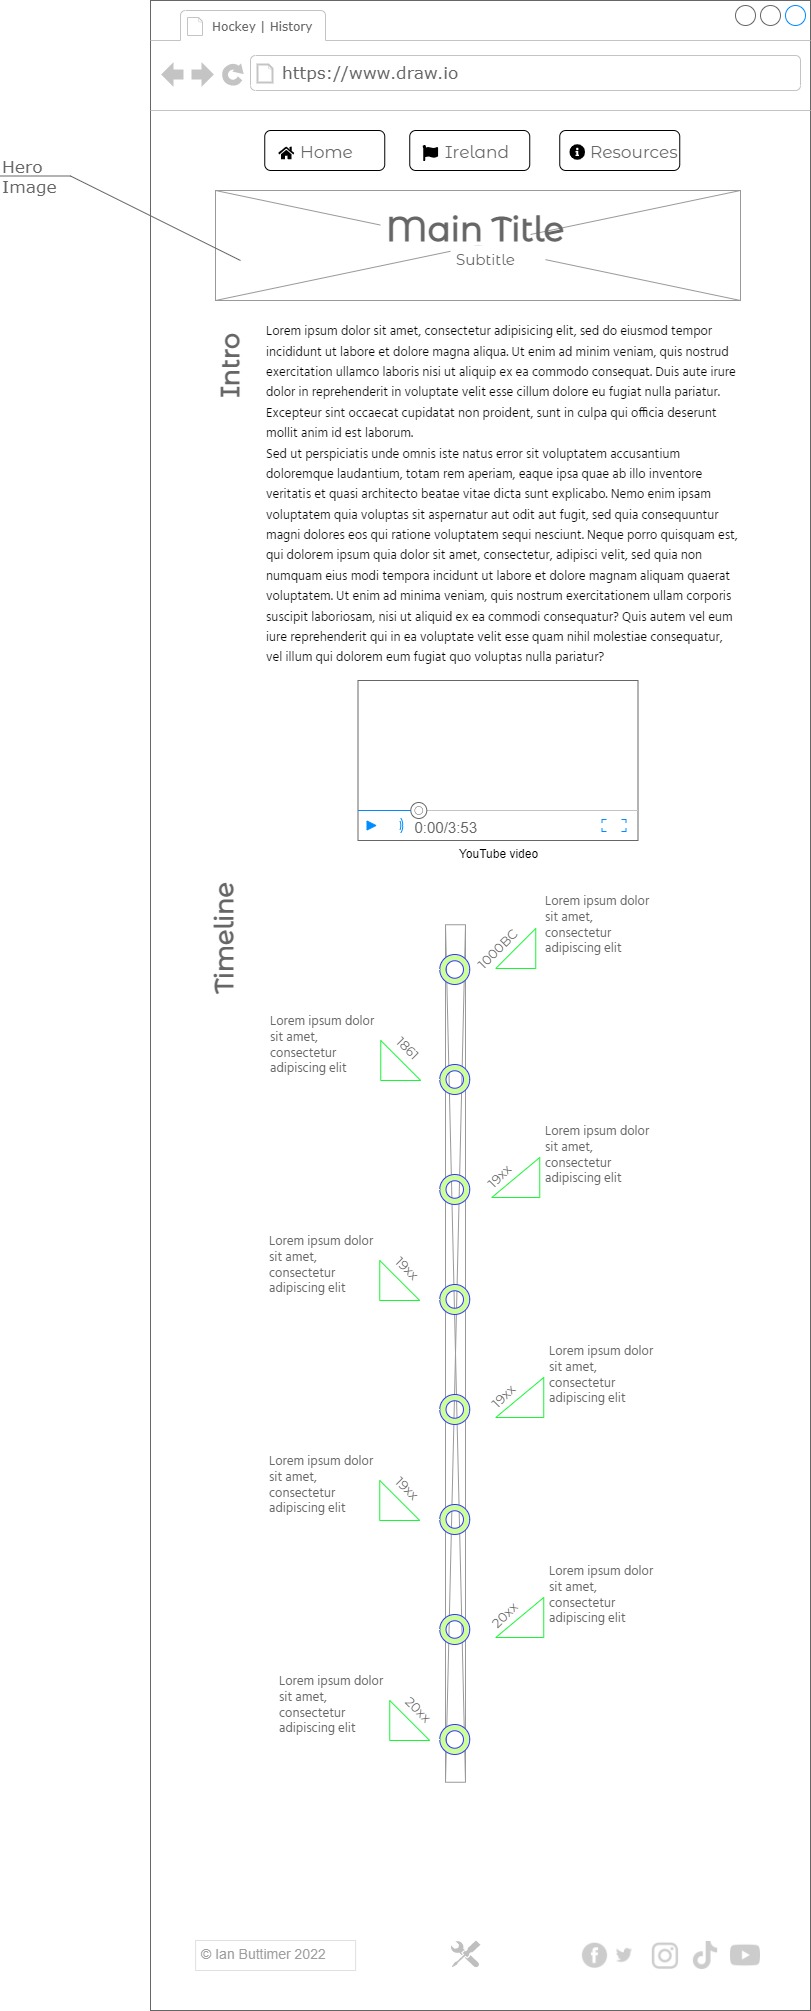 Hockey | History
https://www.draw.io
Home
Ireland
Resources
Hero
Image
Main Title
Subtitle
Intro
Lorem ipsum dolor sit amet, consectetur adipisicing elit, sed do eiusmod tempor
incididunt ut labore et dolore magna aliqua. Ut enim ad minim veniam, quis nostrud
exercitation ullamco laboris nisi ut aliquip ex ea commodo consequat. Duis aute irure
dolor in reprehenderit in voluptate velit esse cillum dolore eu fugiat nulla pariatur.
Excepteur sint occaecat cupidatat non proident, sunt in culpa qui officia deserunt
mollit anim id est laborum.
Sed ut perspiciatis unde omnis iste natus error sit voluptatem accusantium
doloremque laudantium, totam rem aperiam, eaque ipsa quae ab illo inventore
veritatis et quasi architecto beatae vitae dicta sunt explicabo. Nemo enim ipsam
voluptatem quia voluptas sit aspernatur aut odit aut fugit, sed quia consequuntur
magni dolores eos qui ratione voluptatem sequi nesciunt. Neque porro quisquam est,
qui dolorem ipsum quia dolor sit amet, consectetur, adipisci velit, sed quia non
numquam eius modi tempora incidunt ut labore et dolore magnam aliquam quaerat
voluptatem. Ut enim ad minima veniam, quis nostrum exercitationem ullam corporis
suscipit laboriosam, nisi ut aliquid ex ea commodi consequatur? Quis autem vel eum
iure reprehenderit qui in ea voluptate velit esse quam nihil molestiae consequatur,
vel illum qui dolorem eum fugiat quo voluptas nulla pariatur?
0:00/3:53
YouTube video
Timeline
1000BC
Lorem ipsum dolor
sit amet,
consectetur
adipiscing elit
Lorem ipsum dolor
sit amet,
consectetur
adipiscing elit
1861
19xx
Lorem ipsum dolor
sit amet,
consectetur
adipiscing elit
Lorem ipsum dolor
sit amet,
consectetur
adipiscing elit
19xx
19xx
Lorem ipsum dolor
sit amet,
consectetur
adipiscing elit
Lorem ipsum dolor
sit amet,
consectetur
adipiscing elit
19xx
20xx
Lorem ipsum dolor
sit amet,
consectetur
adipiscing elit
Lorem ipsum dolor
sit amet,
consectetur
adipiscing elit
20xx
© Ian Buttimer 2022